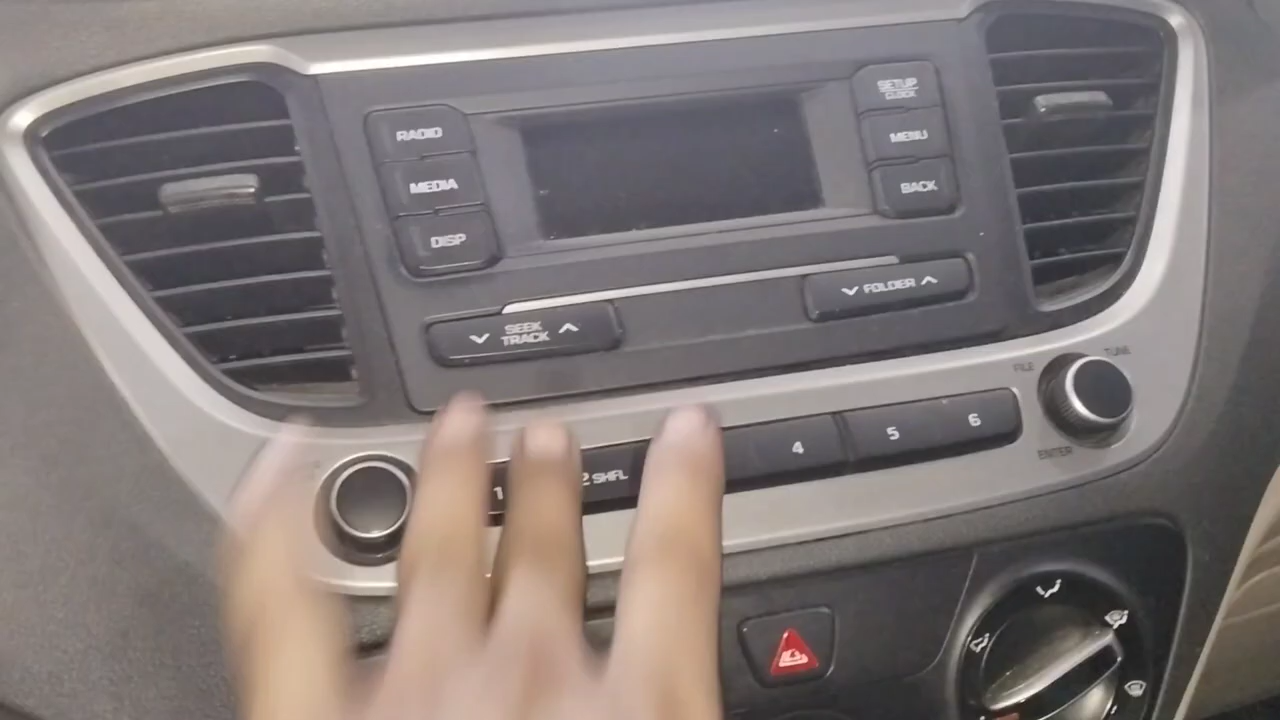 RADIO
MEDIA
DISP
SETUP
CLOCK
MENU
BACK
SEEK
TRACK
FOLDER
FILE
TUNE
ENTER
1
2 SHFL
4
5
6